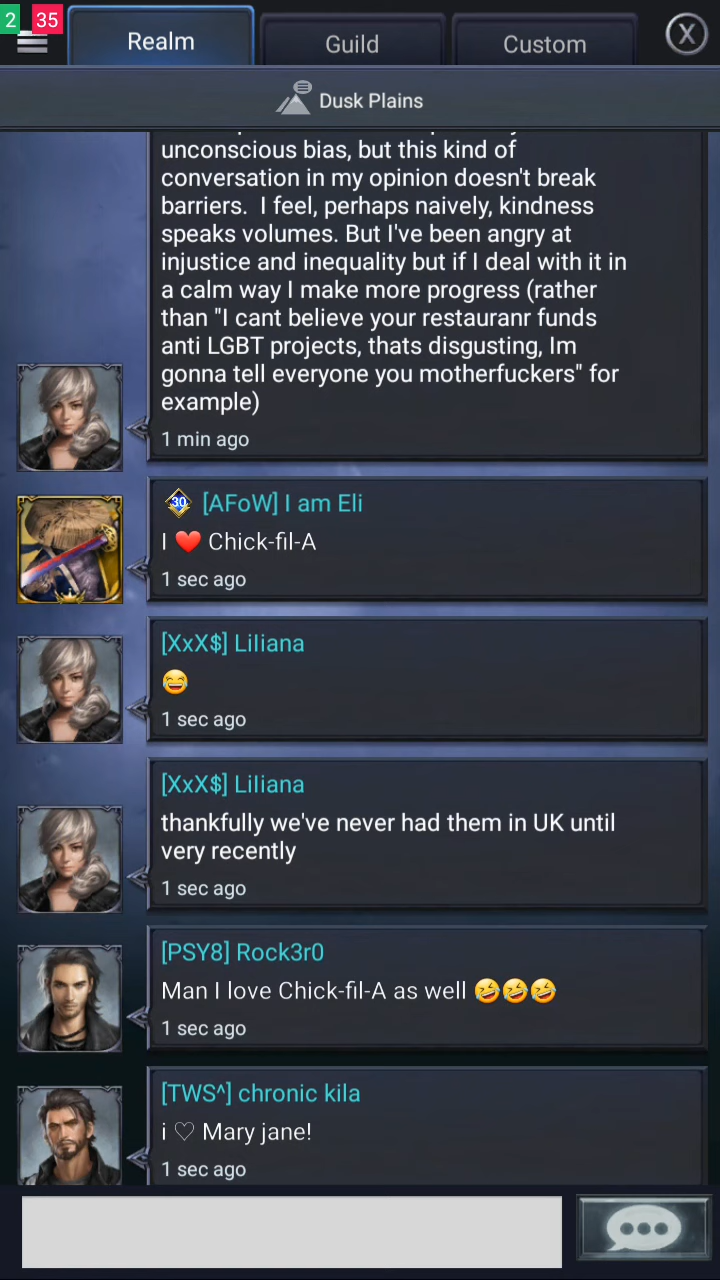 2 35
Realm
Guild
Custom
X
Dusk Plains
unconscious bias, but this kind of
conversation in my opinion doesn't break
barriers.  I feel, perhaps naively, kindness
speaks volumes. But I've been angry at
injustice and inequality but if I deal with it in
a calm way I make more progress (rather
than "I cant believe your restauranr funds
anti LGBT projects, thats disgusting, Im
gonna tell everyone you motherfuckers" for
example)
1 min ago
30 [AFoW] I am Eli
I ❤️ Chick-fil-A
1 sec ago
[XxX$] Liliana
😂
1 sec ago
[XxX$] Liliana
thankfully we've never had them in UK until
very recently
1 sec ago
[PSY8] Rock3r0
Man I love Chick-fil-A as well 🤣🤣🤣
1 sec ago
[TWS^] chronic kila
i ♡ Mary jane!
1 sec ago